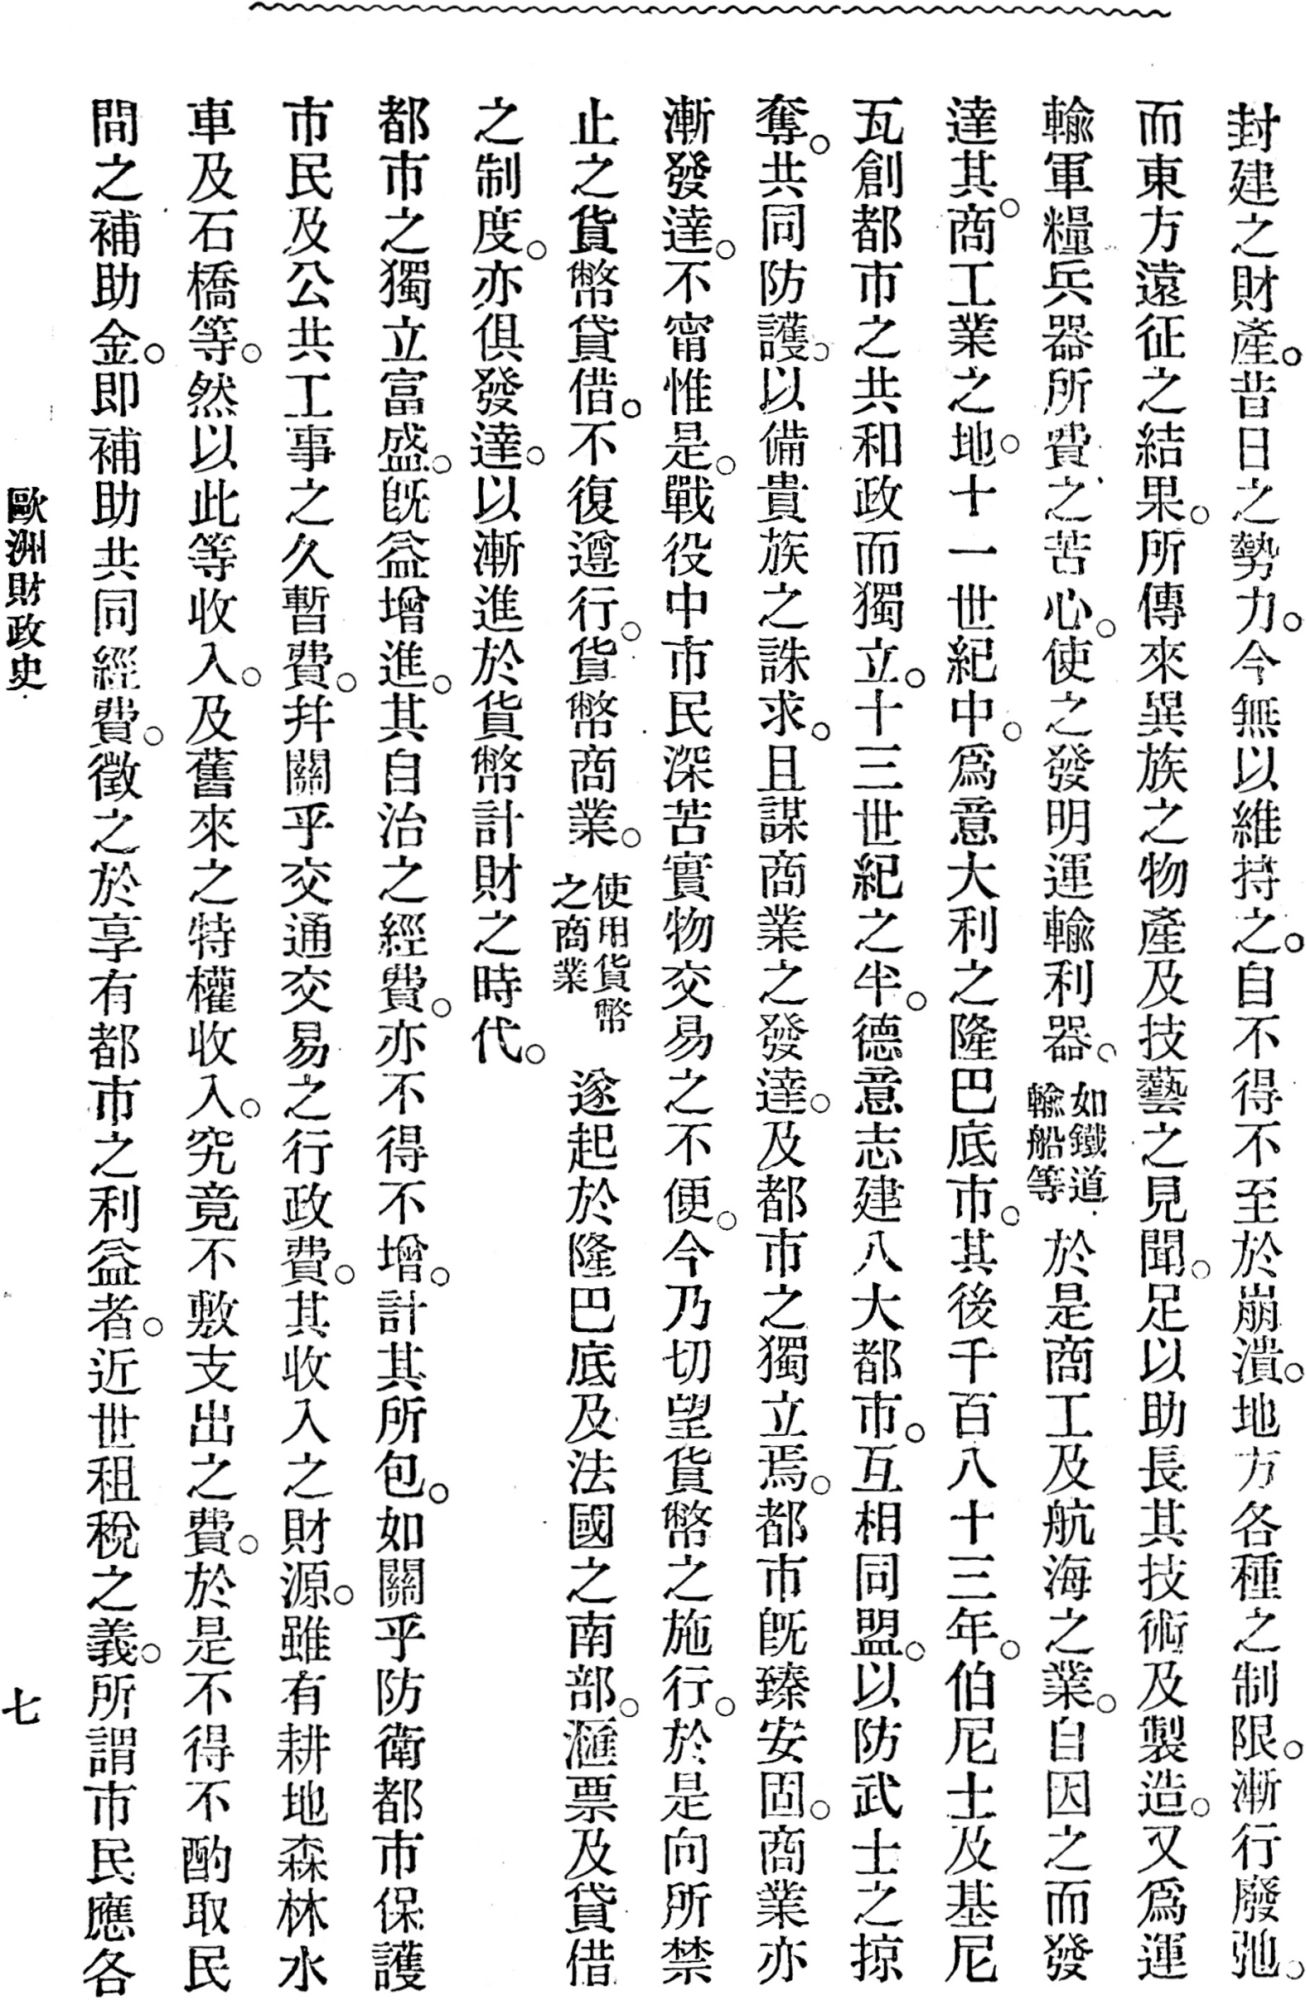 封建之財產。昔日之勢力。今無以維持之。自不得不至於崩潰。地方各種之制限。漸行廢弛。
而東方遠征之結果。所傳來異族之物產及技藝之見聞。足以助長其技術及製造。又爲運
輸軍糧兵器所費之苦心。使之發明運輸利器。如鐵道輪船等於是商工及航海之業。自因之而發
達其。商工業之地。十一世紀中。爲意大利之隆巴底市。其後千百八十三年。伯尼士及基尼
瓦創都市之共和政而獨立。十三世紀之半。德意志建八大都市。互相同盟。以防武士之掠
奪。共同防護。以備貴族之誅求。且謀商業之發達。及都市之獨立焉。都市旣臻安固。商業亦
漸發達。不甯惟是。戰役中市民深苦實物交易之不便。今乃切望貨幣之施行。於是向所禁
止之貨幣貸借。不復遵行。貨幣商業。使用貨幣之商業遂起於隆巴底及法國之南部。滙票及貸借
之制度。亦俱發達。以漸進於貨幣計財之時代。
都市之獨立富盛。旣益增進。其自治之經費。亦不得不增。計其所包。如關乎防衛都市保護
市民及公共工事之久暫費。幷關乎交通交易之行政費。其收入之財源。雖有耕地森林水
車及石橋等。然以此等收入。及舊來之特權收入。究竟不敷支出之費。於是不得不酌取民
間之補助金。即補助共同經費。徵之於享有都市之利益者。近世租稅之義。所謂市民應各
歐洲財政史
七